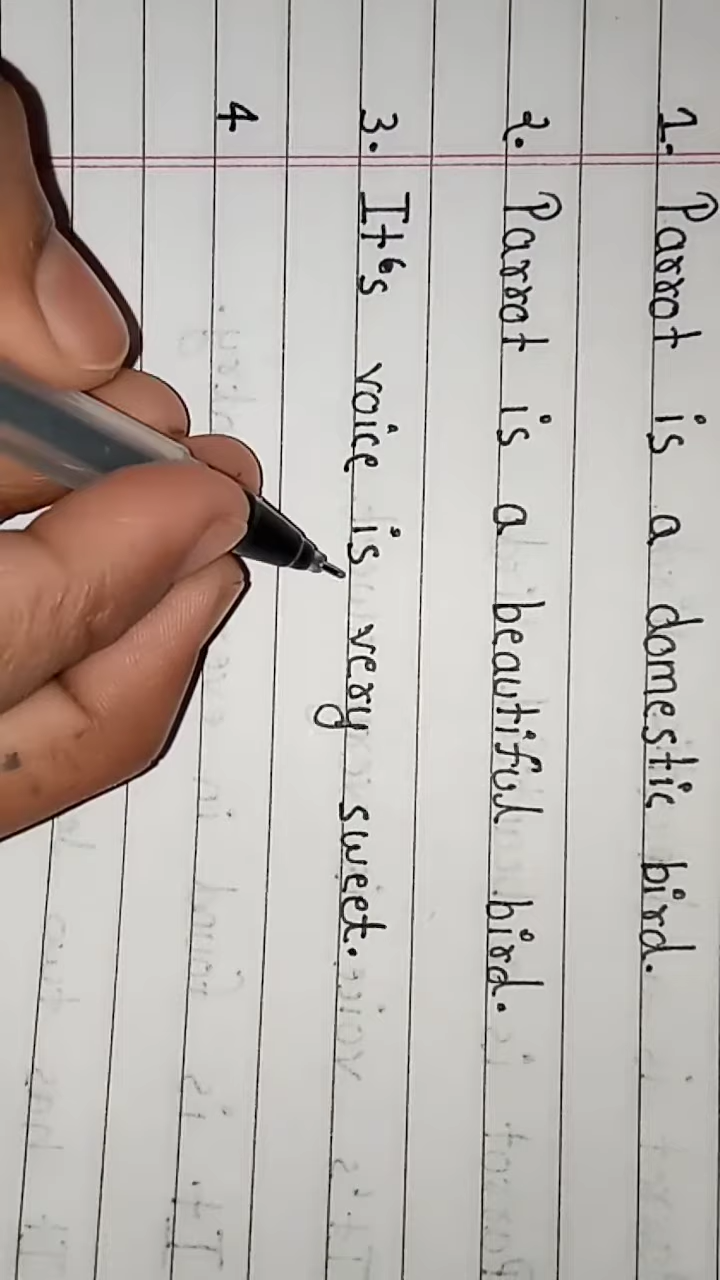 1. Parrot is a domestic bird.
2. Parrot is a beautiful bird.
3. It's voice is very sweet.
4